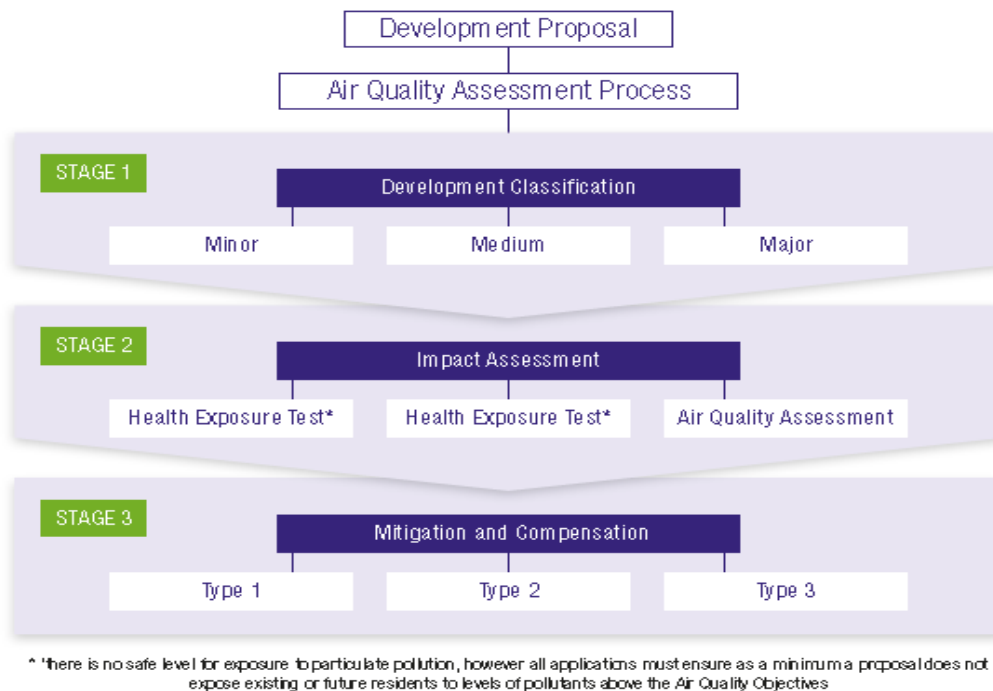 Development Proposal
Air Quality Assessment Process
STAGE 1
Development Classification
Minor
Medium
Major
STAGE 2
Impact Assessment
Health Exposure Test*
Health Exposure Test*
Air Quality Assessment
STAGE 3
Mitigation and Compensation
Type 1
Type 2
Type 3
* 'there is no safe level for exposure to particulate pollution, however all applications must ensure as a minimum a proposal does not
expose existing or future residents to levels of pollutants above the Air Quality Objectives